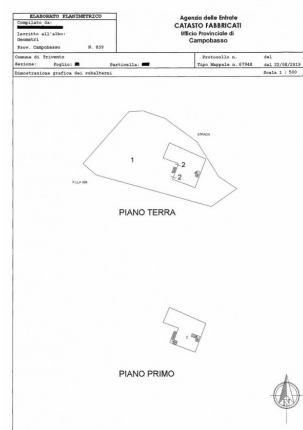 ELABORATO PLANIMETRICO
Compilato da:
Iscritto all'albo:
Geometri
Prov. Campobasso N. 839
Agenzia delle Entrate
CATASTO FABBRICATI
Ufficio Provinciale di
Campobasso
Comune di Trivento
Sezione: Foglio: Particella:
Protocollo n. del
Tipo Mappale n. 67948 del 22/08/2019
Dimostrazione grafica dei subalterni
Scala 1 : 500
STRADA
1
2
2
PIANO TERRA
1
PIANO PRIMO